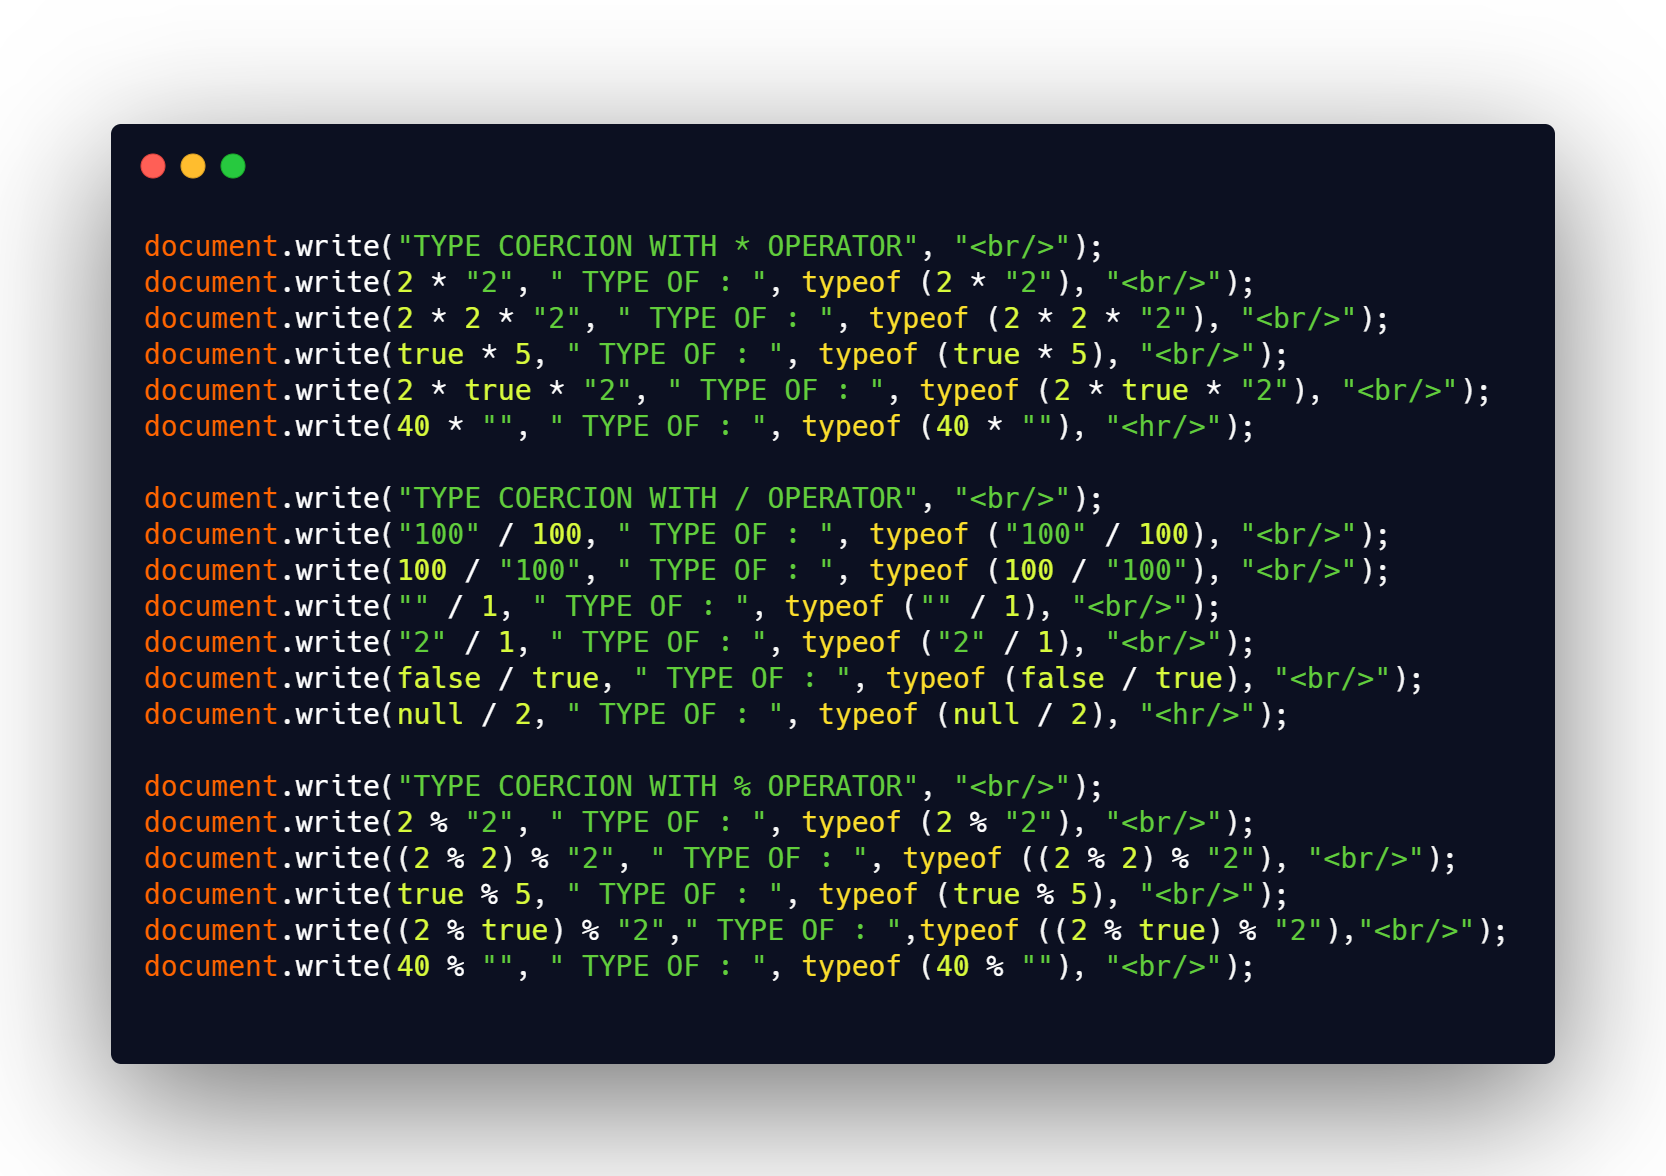 document.write("TYPE COERCION WITH * OPERATOR", "<br/>");
document.write(2 * "2", " TYPE OF : ", typeof (2 * "2"), "<br/>");
document.write(2 * 2 * "2", " TYPE OF : ", typeof (2 * 2 * "2"), "<br/>");
document.write(true * 5, " TYPE OF : ", typeof (true * 5), "<br/>");
document.write(2 * true * "2", " TYPE OF : ", typeof (2 * true * "2"), "<br/>");
document.write(40 * "", " TYPE OF : ", typeof (40 * ""), "<hr/>");

document.write("TYPE COERCION WITH / OPERATOR", "<br/>");
document.write("100" / 100, " TYPE OF : ", typeof ("100" / 100), "<br/>");
document.write(100 / "100", " TYPE OF : ", typeof (100 / "100"), "<br/>");
document.write("" / 1, " TYPE OF : ", typeof ("" / 1), "<br/>");
document.write("2" / 1, " TYPE OF : ", typeof ("2" / 1), "<br/>");
document.write(false / true, " TYPE OF : ", typeof (false / true), "<br/>");
document.write(null / 2, " TYPE OF : ", typeof (null / 2), "<hr/>");

document.write("TYPE COERCION WITH % OPERATOR", "<br/>");
document.write(2 % "2", " TYPE OF : ", typeof (2 % "2"), "<br/>");
document.write((2 % 2) % "2", " TYPE OF : ", typeof ((2 % 2) % "2"), "<br/>");
document.write(true % 5, " TYPE OF : ", typeof (true % 5), "<br/>");
document.write((2 % true) % "2"," TYPE OF : ",typeof ((2 % true) % "2"),"<br/>");
document.write(40 % "", " TYPE OF : ", typeof (40 % ""), "<br/>");